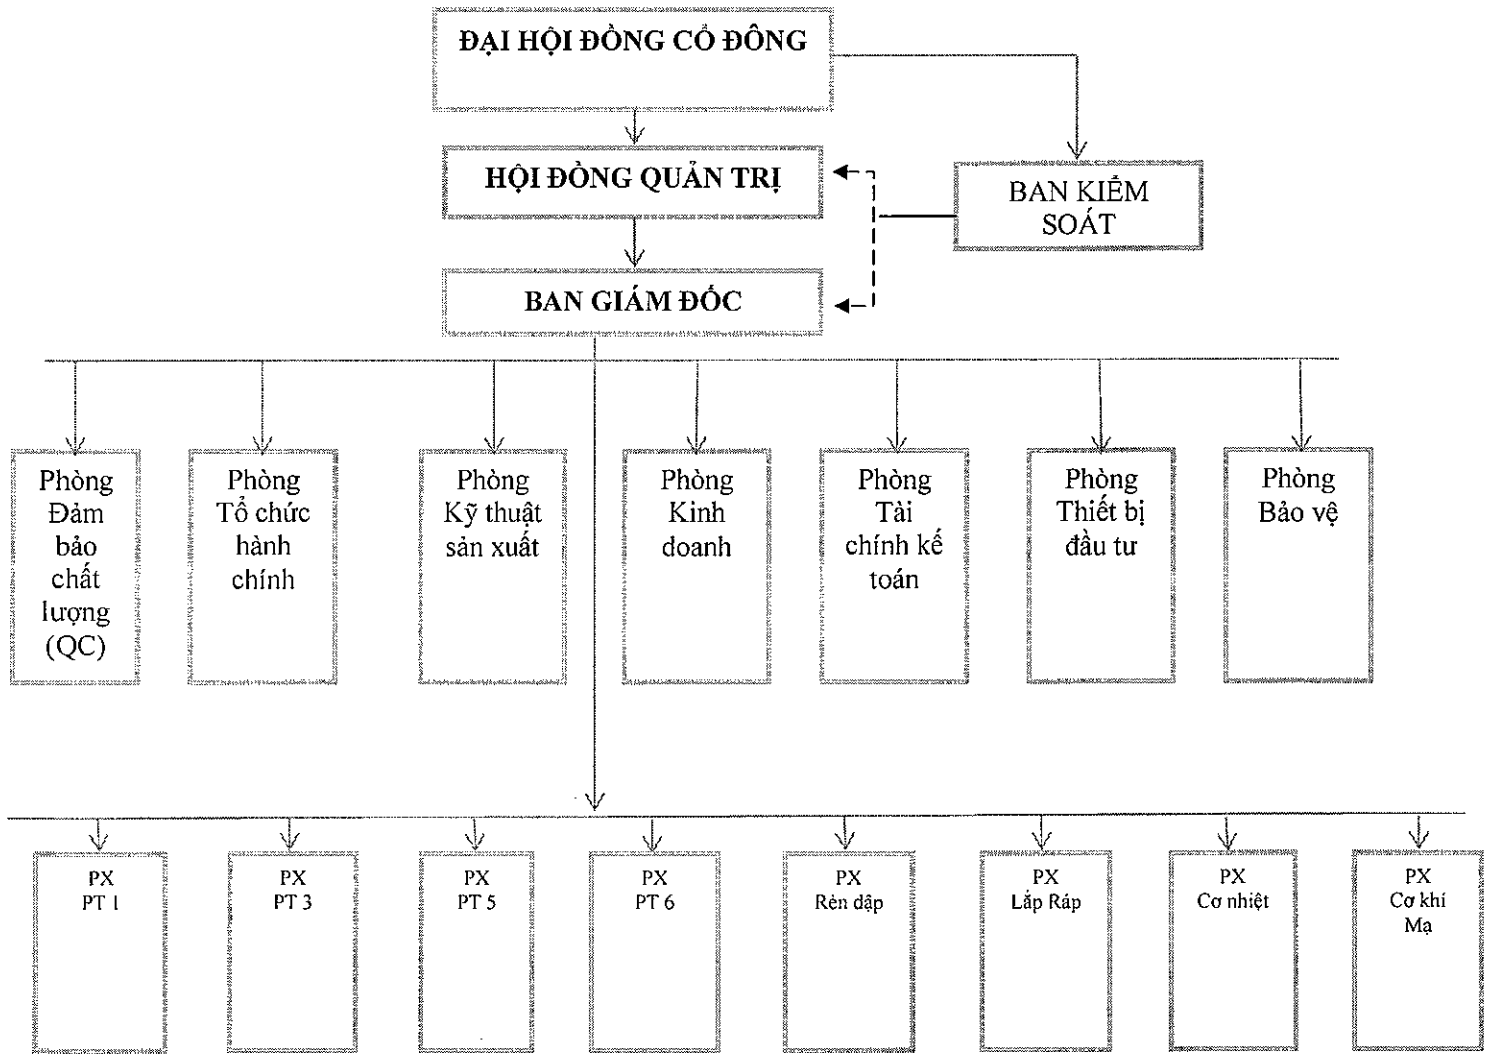 ĐẠI HỘI ĐỒNG CỔ ĐÔNG
HỘI ĐỒNG QUẢN TRỊ
BAN KIỂM
SOÁT
BAN GIÁM ĐỐC
Phòng
Đảm
bảo
chất
lượng
(QC)
Phòng
Tổ chức
hành
chính
Phòng
Kỹ thuật
sản xuất
Phòng
Kinh
doanh
Phòng
Tài
chính kế
toán
Phòng
Thiết bị
đầu tư
Phòng
Bảo vệ
PX
PT 1
PX
PT 3
PX
PT 5
PX
PT 6
PX
Rèn dập
PX
Lắp Ráp
PX
Cơ nhiệt
PX
Cơ khí
Mạ